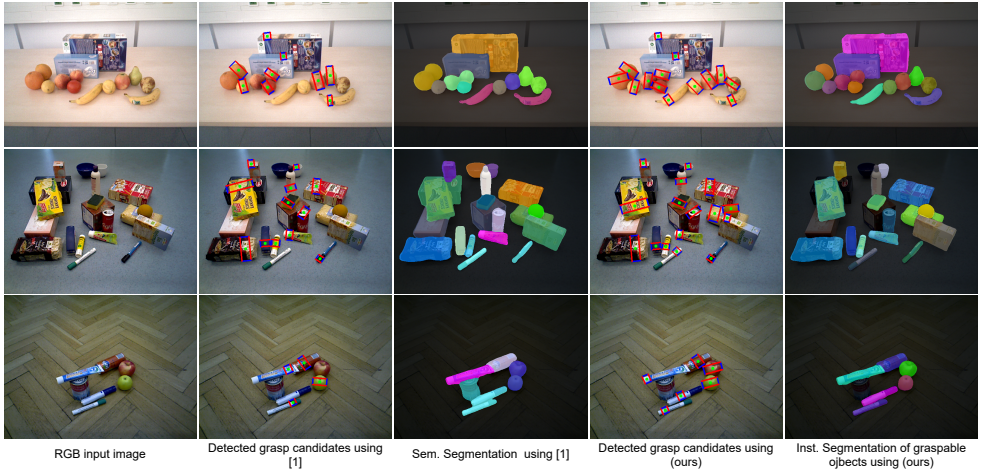 RGB input image
Detected grasp candidates using
[1]
Sem. Segmentation using [1]
Detected grasp candidates using
(ours)
Inst. Segmentation of graspable
ojbects using (ours)